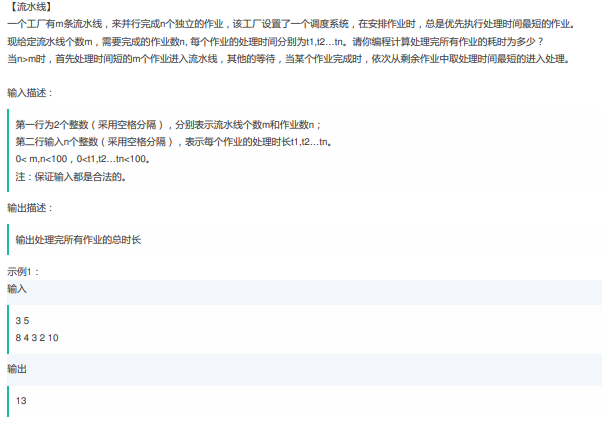 【流水线】
一个工厂有m条流水线，来并行完成n个独立的作业，该工厂设置了一个调度系统，在安排作业时，总是优先执行处理时间最短的作业。
现给定流水线个数m，需要完成的作业数n, 每个作业的处理时间分别为t1,t2…tn。请你编程计算处理完所有作业的耗时为多少？
当n>m时，首先处理时间短的m个作业进入流水线，其他的等待，当某个作业完成时，依次从剩余作业中取处理时间最短的进入处理。
输入描述：
第一行为2个整数（采用空格分隔），分别表示流水线个数m和作业数n；
第二行输入n个整数（采用空格分隔），表示每个作业的处理时长t1,t2…tn。
0< m,n<100，0<t1,t2…tn<100。
注：保证输入都是合法的。
输出描述：
输出处理完所有作业的总时长
示例1：
输入
3 5
8 4 3 2 10
输出
13